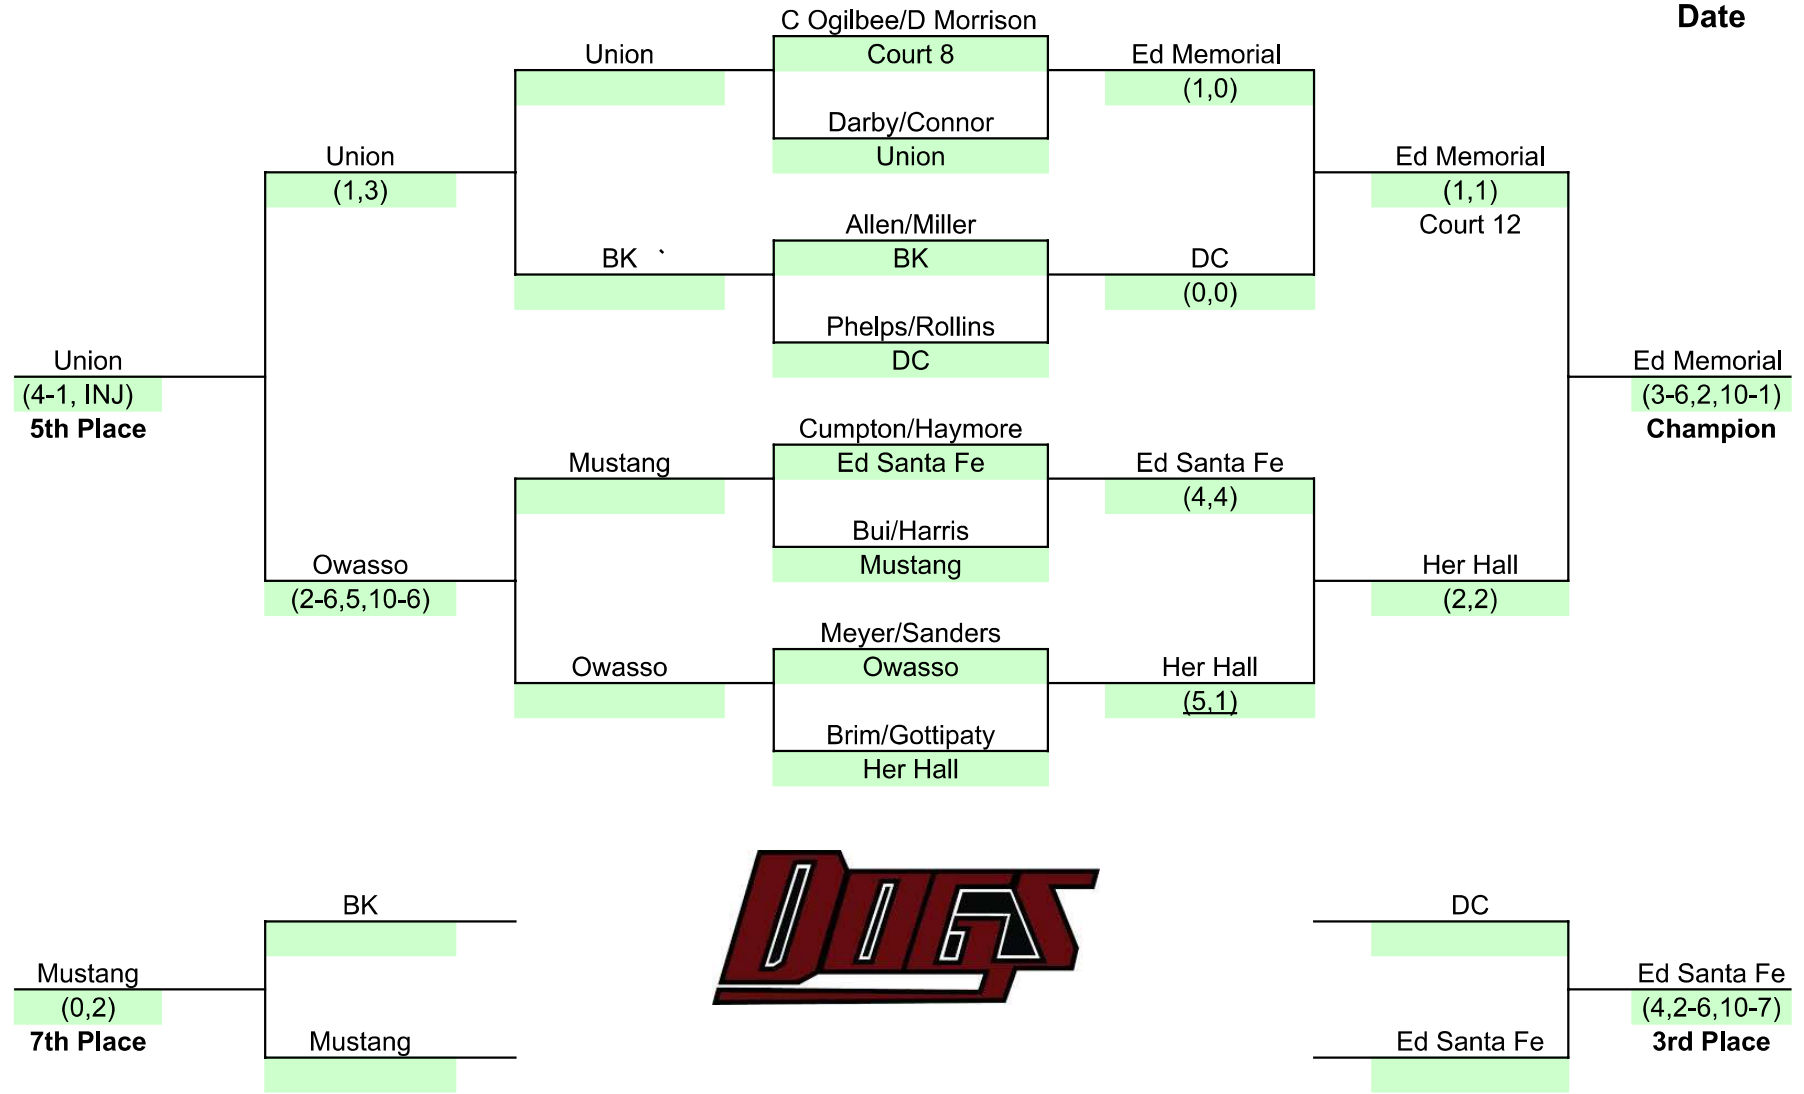 Date
C Ogilbee/D Morrison
Union
Court 8
Ed Memorial
(1,0)
Darby/Connor
Union
Union
Ed Memorial
(1,3)
(1,1)
Allen/Miller
Court 12
BK `
BK
DC
(0,0)
Phelps/Rollins
Union
DC
Ed Memorial
(4-1, INJ)
(3-6,2,10-1)
5th Place
Cumpton/Haymore
Champion
Mustang
Ed Santa Fe
Ed Santa Fe
(4,4)
Bui/Harris
Owasso
Mustang
Her Hall
(2-6,5,10-6)
(2,2)
Meyer/Sanders
Owasso
Owasso
Her Hall
(5,1)
Brim/Gottipaty
Her Hall
DOGS
BK
DC
Mustang
Ed Santa Fe
(0,2)
(4,2-6,10-7)
7th Place
Mustang
Ed Santa Fe
3rd Place